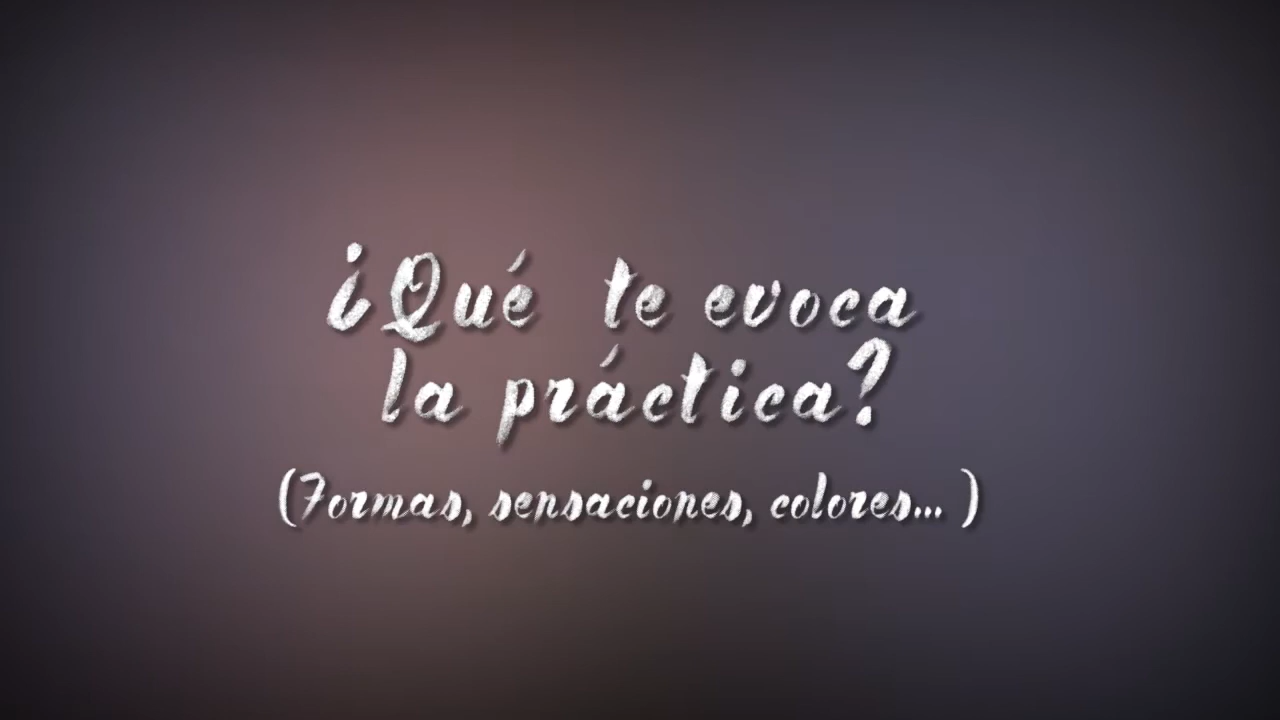 ¿Qué te evoca
la práctica?
(Formas, sensaciones, colores... )